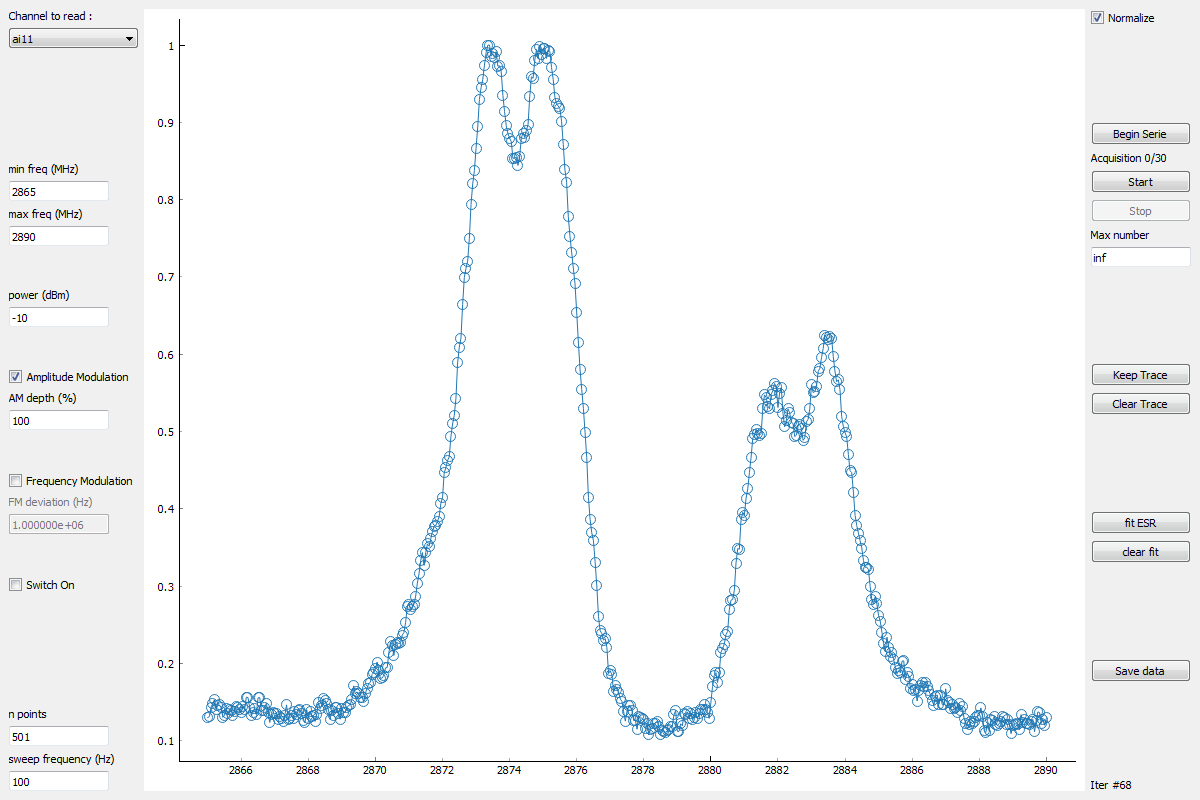 Channel to read :
ai11
min freq (MHz)
2865
max freq (MHz)
2890
power (dBm)
-10
Amplitude Modulation
AM depth (%)
100
Frequency Modulation
FM deviation (Hz)
1.000000e+06
Switch On
n points
501
sweep frequency (Hz)
100
1
0.9
0.8
0.7
0.6
0.5
0.4
0.3
0.2
0.1
2866 2868 2870 2872 2874 2876 2878 2880 2882 2884 2886 2888 2890
Normalize
Begin Serie
Acquisition 0/30
Start
Stop
Max number
inf
Keep Trace
Clear Trace
fit ESR
clear fit
Save data
Iter #68